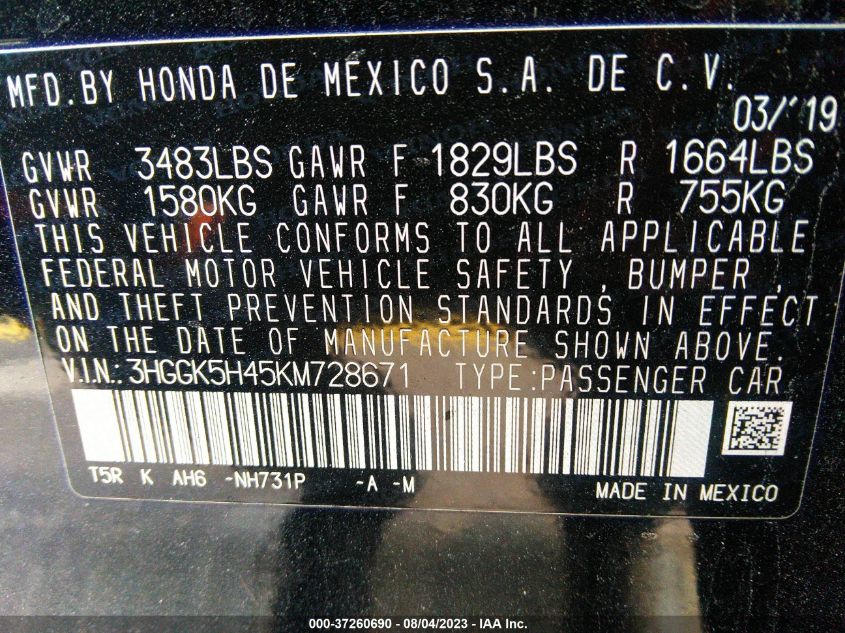 MFD.BY HONDA DE MEXICO S.A. DE C.V.
03/'19
GVWR 3483LBS GAWR F 1829LBS R 1664LBS
GVWR 1580KG GAWR F 830KG R 755KG
THIS VEHICLE CONFORMS TO ALL APPLICABLE
FEDERAL MOTOR VEHICLE SAFETY , BUMPER ,
AND THEFT PREVENTION STANDARDS IN EFFECT
ON THE DATE OF MANUFACTURE SHOWN ABOVE.
V.I.N.: 3HGGK5H45KM728671 TYPE:PASSENGER CAR
T5R K AH6 -NH731P -A -M
MADE IN MEXICO
000-37260690 - 08/04/2023 - IAA Inc.